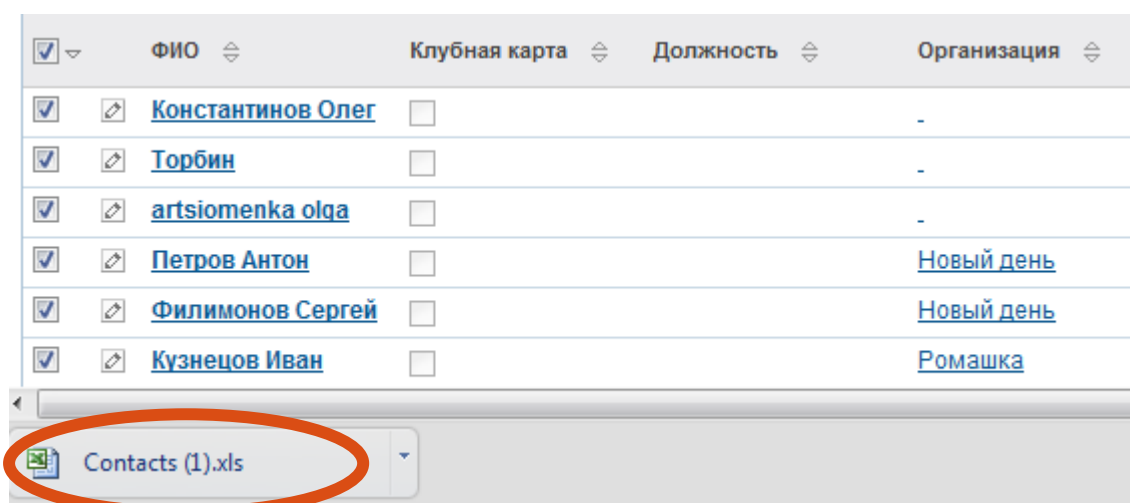 ФИО Клубная карта Должность Организация
Константинов Олег -
Торбин -
artsiomenka olga -
Петров Антон Новый день
Филимонов Сергей Новый день
Кузнецов Иван Ромашка
Contacts (1).xls